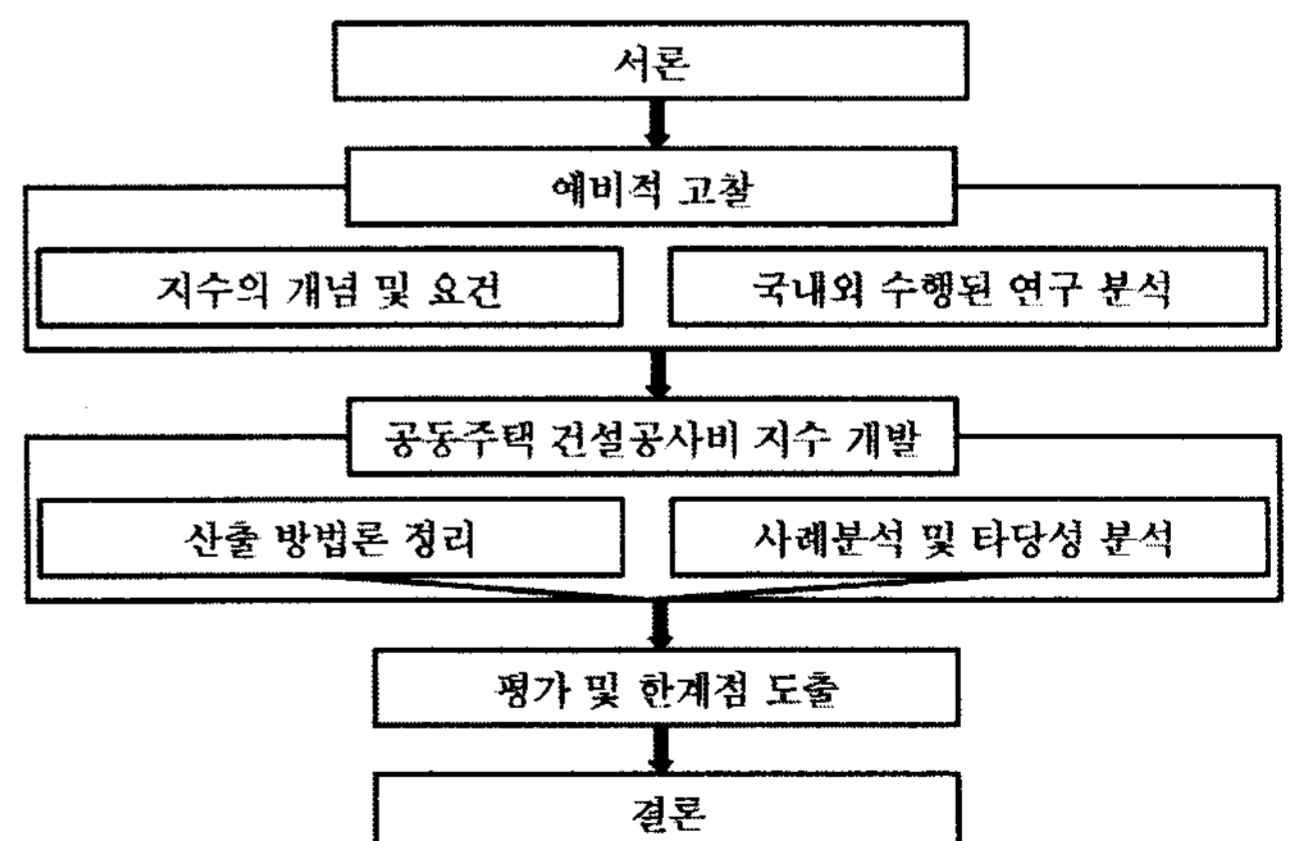 서론
예비적 고찰
지수의 개념 및 요건
국내외 수행된 연구 분석
공동주택 건설공사비 지수 개발
산출 방법론 정리
사례분석 및 타당성 분석
평가 및 한계점 도출
결론